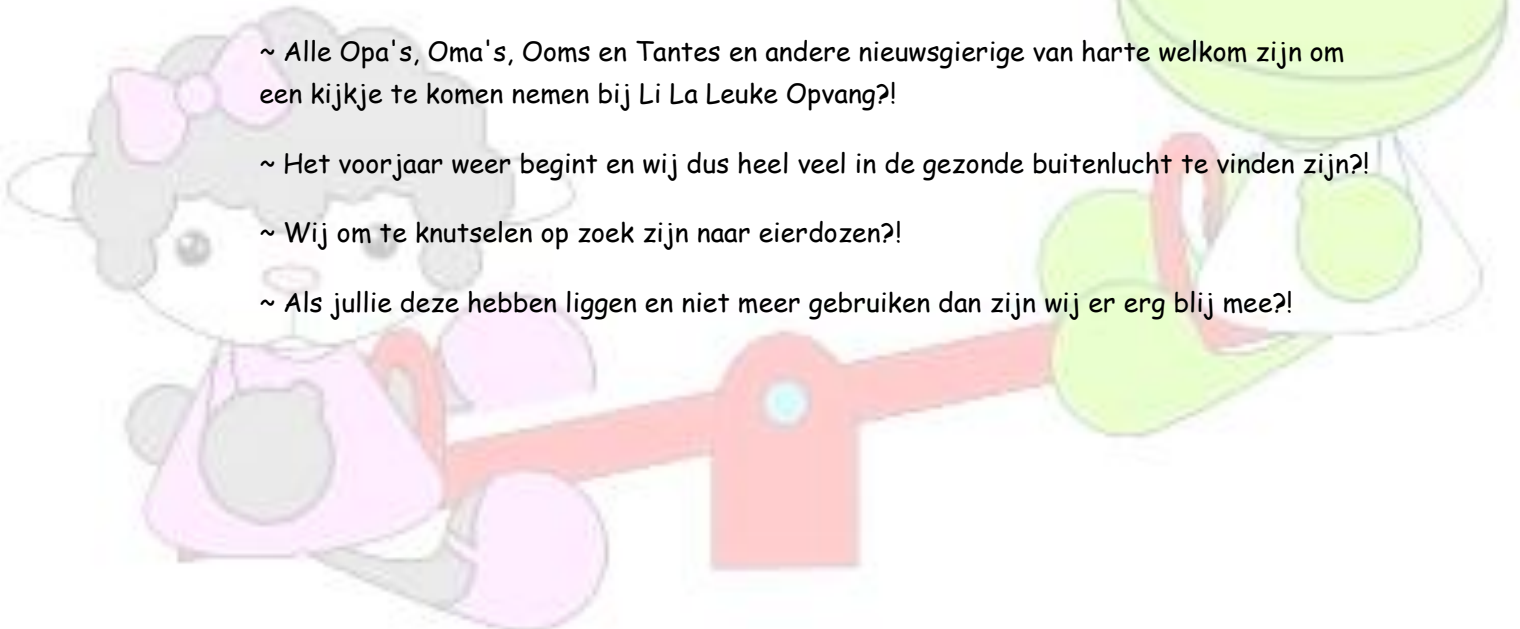 ~ Alle Opa's, Oma's, Ooms en Tantes en andere nieuwsgierige van harte welkom zijn om
een kijkje te komen nemen bij Li La Leuke Opvang?!
~ Het voorjaar weer begint en wij dus heel veel in de gezonde buitenlucht te vinden zijn?!
~ Wij om te knutselen op zoek zijn naar eierdozen?!
~ Als jullie deze hebben liggen en niet meer gebruiken dan zijn wij er erg blij mee?!